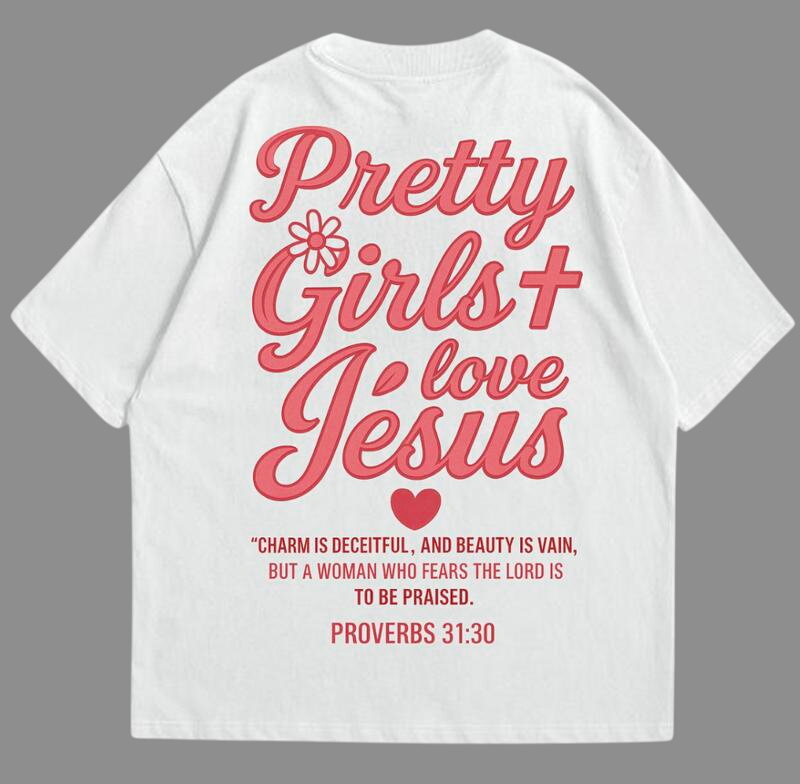 Pretty
Girls
love
Jesus
“CHARM IS DECEITFUL, AND BEAUTY IS VAIN,
BUT A WOMAN WHO FEARS THE LORD IS
TO BE PRAISED.
PROVERBS 31:30